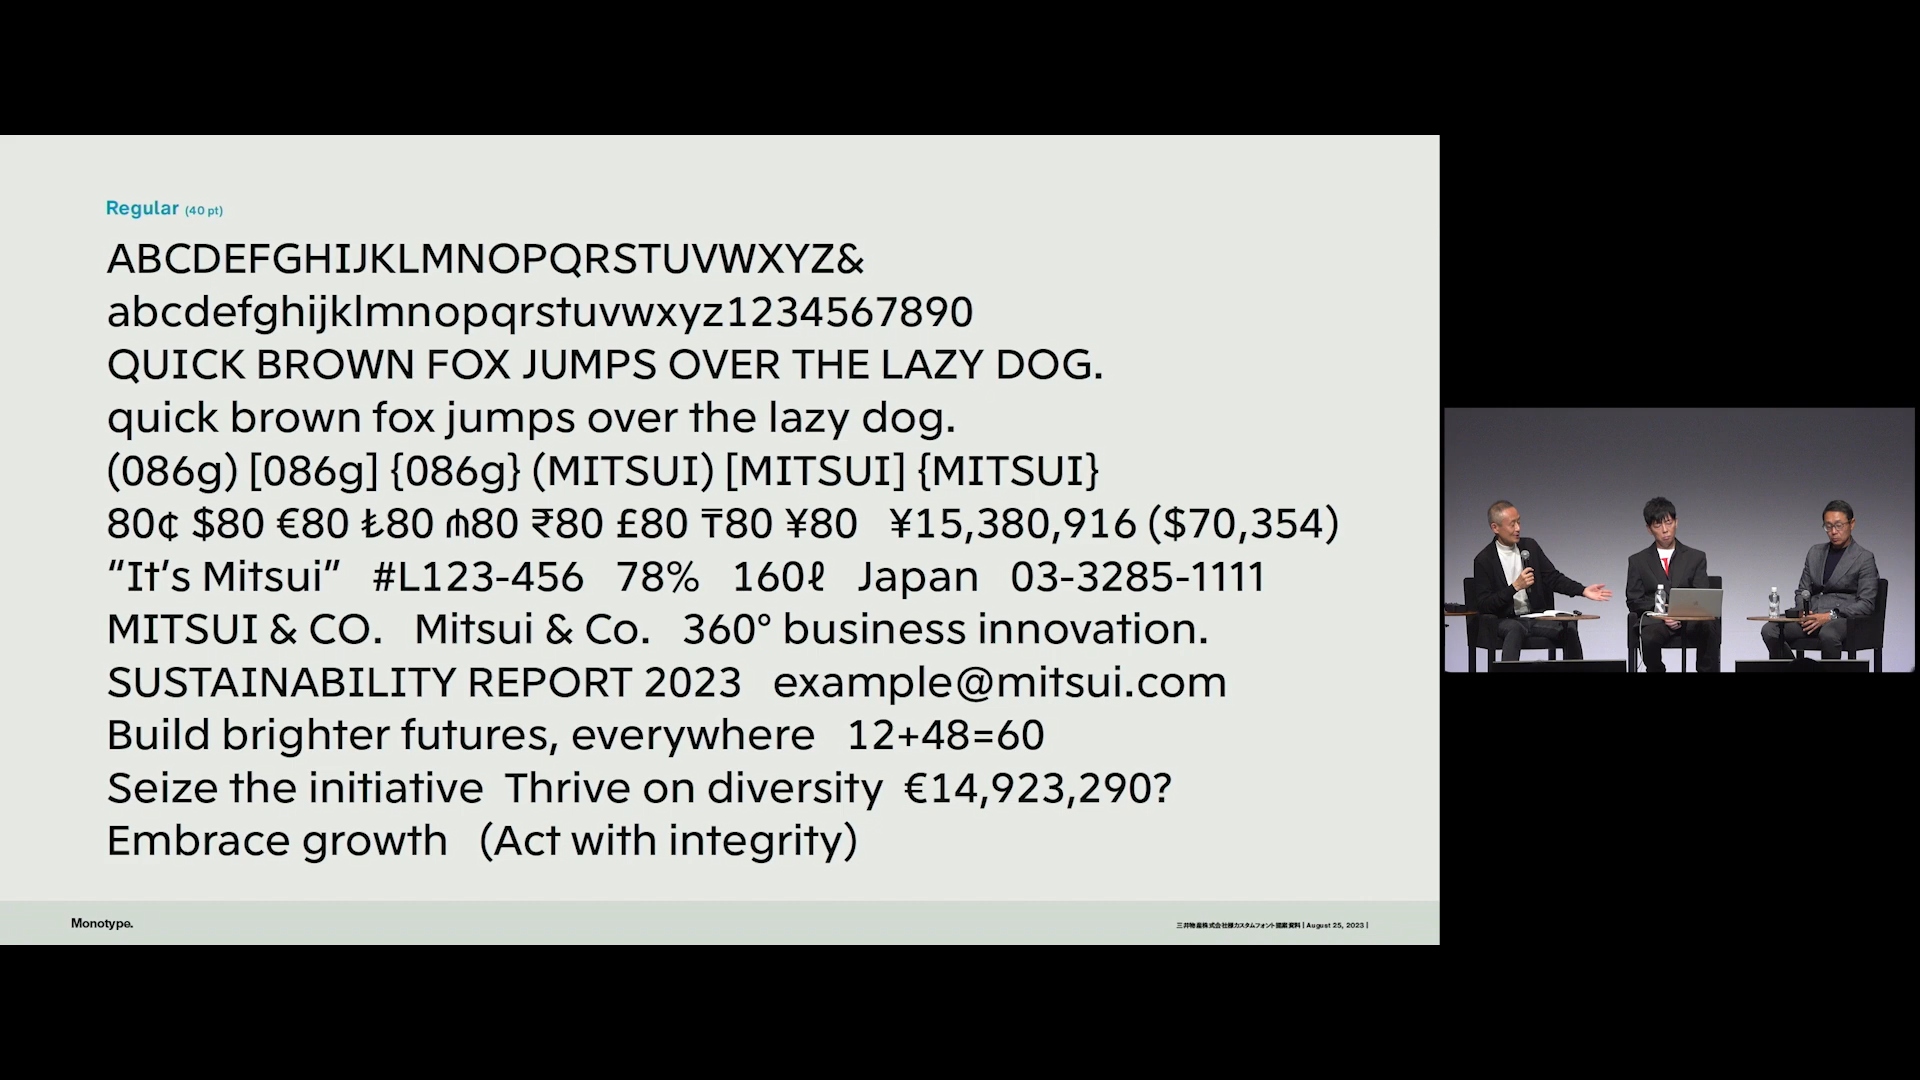 Regular (40 pt)
ABCDEFGHIJKLMNOPQRSTUVWXYZ&
abcdefghijklmnopqrstuvwxyz1234567890
QUICK BROWN FOX JUMPS OVER THE LAZY DOG.
quick brown fox jumps over the lazy dog.
(086g) [086g] {086g} (MITSUI) [MITSUI] {MITSUI}
80¢ $80 €80 ₺80 ₼80 ₹80 £80 ₸80 ¥80 ¥15,380,916 ($70,354)
“It’s Mitsui” #L123-456 78% 160ℓ Japan 03-3285-1111
MITSUI & CO. Mitsui & Co. 360° business innovation.
SUSTAINABILITY REPORT 2023 example@mitsui.com
Build brighter futures, everywhere 12+48=60
Seize the initiative Thrive on diversity €14,923,290?
Embrace growth (Act with integrity)
Monotype.
三井物産株式会社様カスタムフォント提案資料 | August 25, 2023 |